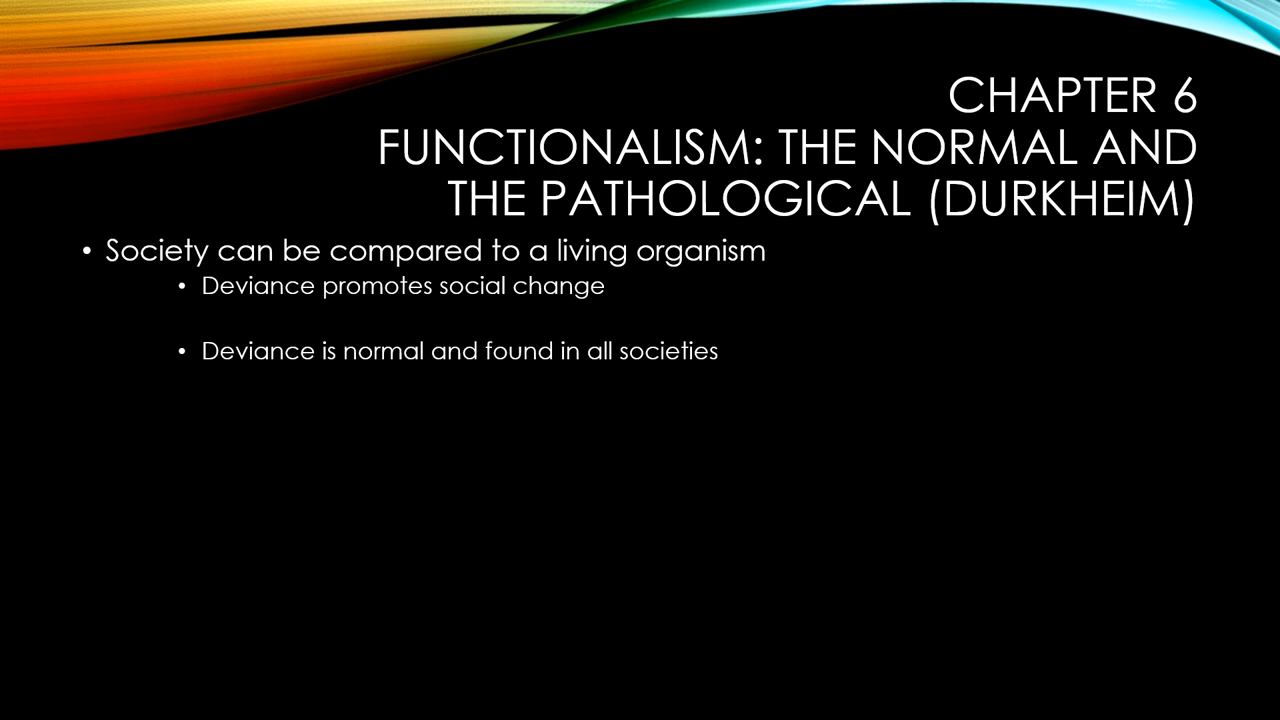 CHAPTER 6
FUNCTIONALISM: THE NORMAL AND
THE PATHOLOGICAL (DURKHEIM)
• Society can be compared to a living organism
• Deviance promotes social change
• Deviance is normal and found in all societies